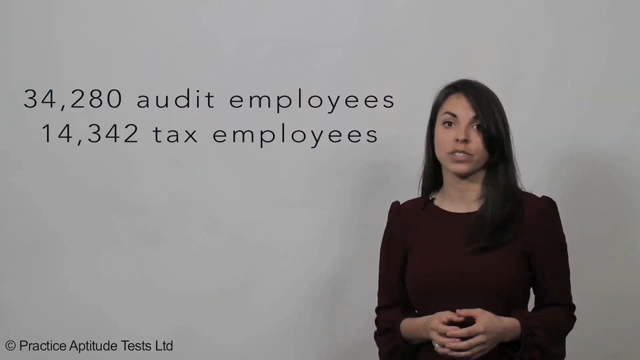 34,280 audit employees
14,342 tax employees
© Practice Aptitude Tests Ltd